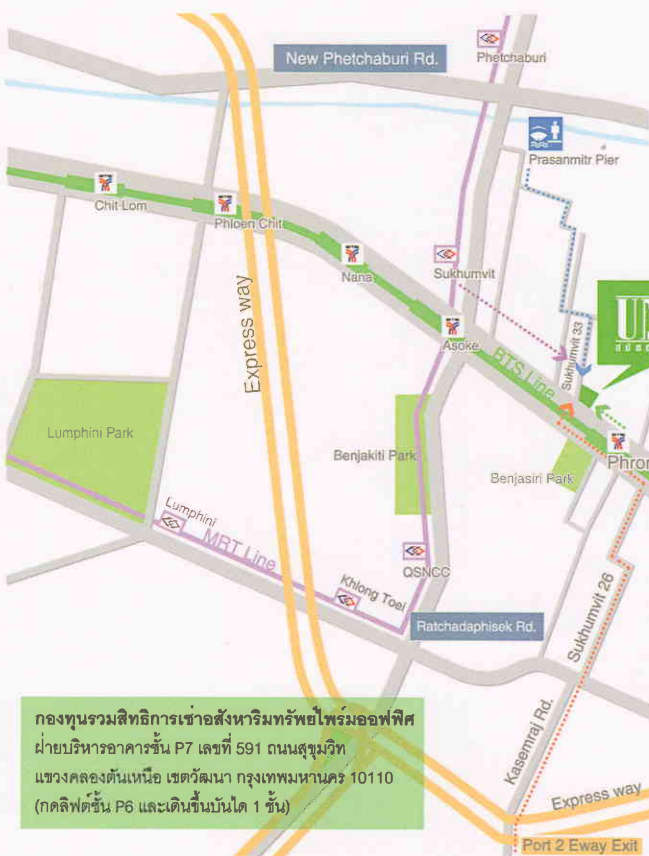 New Phetchaburi Rd.
Phetchaburi
Prasanmitr Pier
Chit Lom
Phloen Chit
Nana
Sukhumvit
Asoke
Express way
BTS Line
Sukhumvit 33
Lumphini Park
Benjakiti Park
Benjasiri Park
Lumphini
MRT Line
Khlong Toei
QSNCC
Ratchadaphisek Rd.
Sukhumvit 26
Kasemraj Rd.
Express way
Port 2 Eway Exit
กองทุนรวมสิทธิการเช่าอสังหาริมทรัพย์ไพร์มออฟฟิศ
ฝ่ายบริหารอาคารชั้น P7 เลขที่ 591 ถนนสุขุมวิท
แขวงคลองตันเหนือ เขตวัฒนา กรุงเทพมหานคร 10110
(กดลิฟต์ชั้น P6 และเดินขึ้นบันได 1 ชั้น)